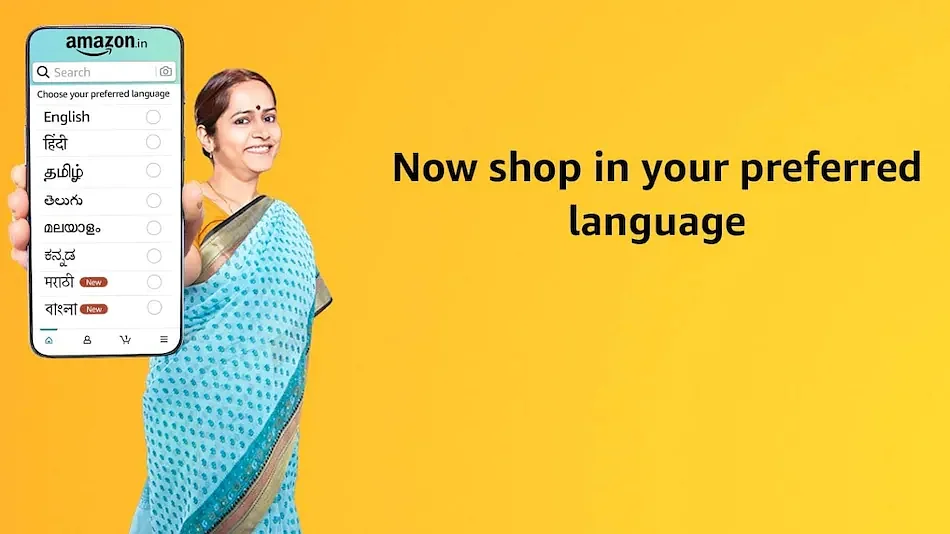 amazon.in
Search
Choose your preferred language
English
हिंदी
தமிழ்
తెలుగు
മലയാളം
ಕನ್ನಡ
मराठी New
বাংলা New
Now shop in your preferred
language